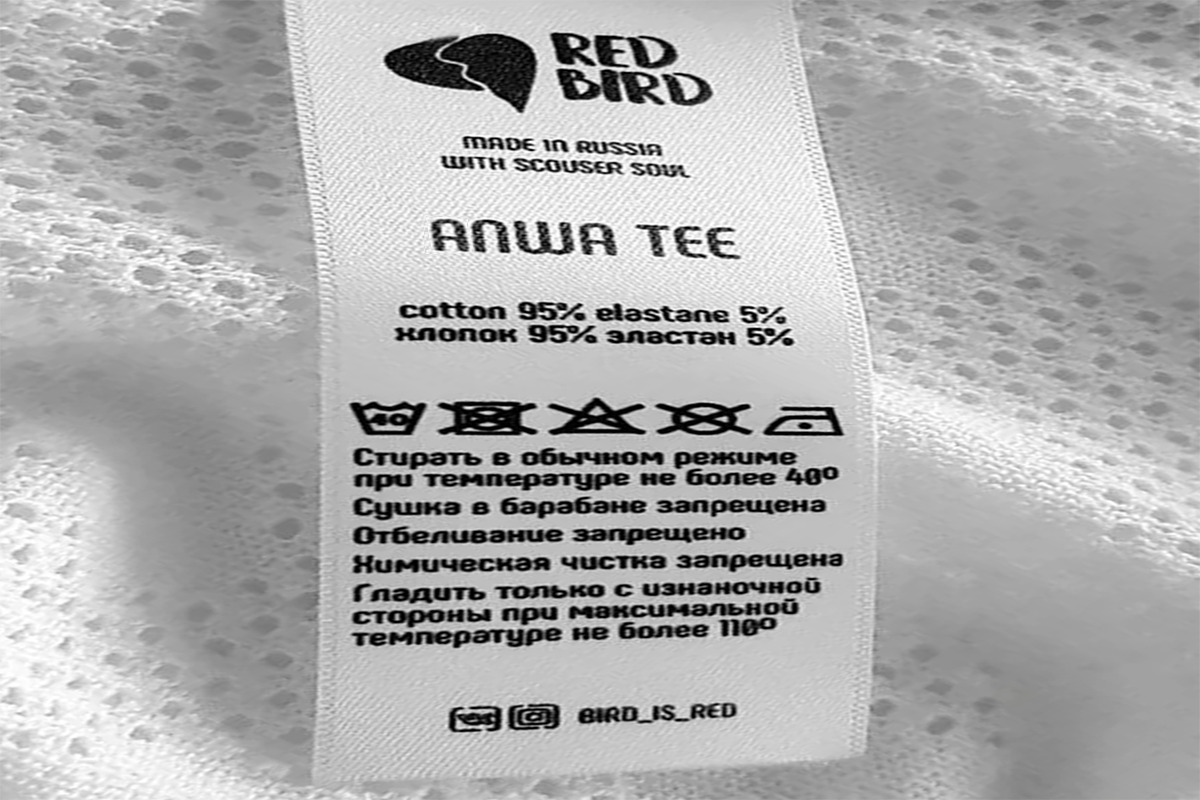 RED
BIRD
MADE IN RUSSIA
WITH SCOUSER SOUL
ANWA TEE
cotton 95% elastane 5%
хлопок 95% эластан 5%
40
Стирать в обычном режиме
при температуре не более 40º
Сушка в барабане запрещена
Отбеливание запрещено
Химическая чистка запрещена
Гладить только с изнаночной
стороны при максимальной
температуре не более 110º
BIRD_IS_RED